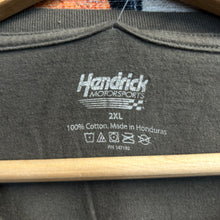 Hendrick
MOTORSPORTS
2XL
100% Cotton. Made in Honduras